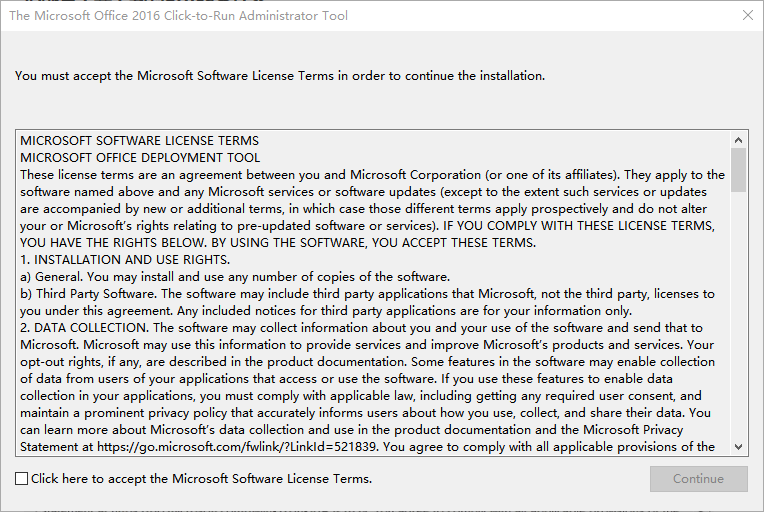 The Microsoft Office 2016 Click-to-Run Administrator Tool
You must accept the Microsoft Software License Terms in order to continue the installation.
MICROSOFT SOFTWARE LICENSE TERMS
MICROSOFT OFFICE DEPLOYMENT TOOL
These license terms are an agreement between you and Microsoft Corporation (or one of its affiliates). They apply to the
software named above and any Microsoft services or software updates (except to the extent such services or updates
are accompanied by new or additional terms, in which case those different terms apply prospectively and do not alter
your or Microsoft's rights relating to pre-updated software or services). IF YOU COMPLY WITH THESE LICENSE TERMS,
YOU HAVE THE RIGHTS BELOW. BY USING THE SOFTWARE, YOU ACCEPT THESE TERMS.
1. INSTALLATION AND USE RIGHTS.
a) General. You may install and use any number of copies of the software.
b) Third Party Software. The software may include third party applications that Microsoft, not the third party, licenses to
you under this agreement. Any included notices for third party applications are for your information only.
2. DATA COLLECTION. The software may collect information about you and your use of the software and send that to
Microsoft. Microsoft may use this information to provide services and improve Microsoft's products and services. Your
opt-out rights, if any, are described in the product documentation. Some features in the software may enable collection
of data from users of your applications that access or use the software. If you use these features to enable data
collection in your applications, you must comply with applicable law, including getting any required user consent, and
maintain a prominent privacy policy that accurately informs users about how you use, collect, and share their data. You
can learn more about Microsoft's data collection and use in the product documentation and the Microsoft Privacy
Statement at https://go.microsoft.com/fwlink/?LinkId=521839. You agree to comply with all applicable provisions of the
Click here to accept the Microsoft Software License Terms.
Continue